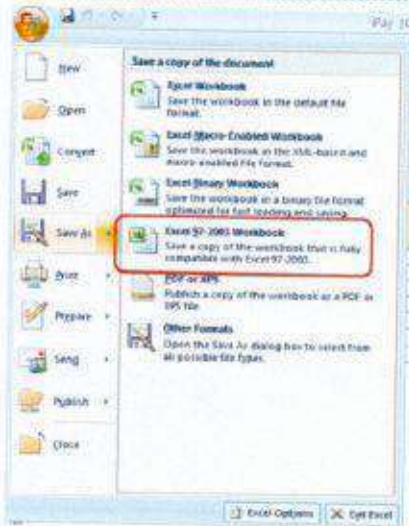 New
Open
Convert
Save
Save As
Print
Prepare
Send
Publish
Close
Save a copy of the document
Excel Workbook
Save the workbook in the default file
format.
Excel Macro-Enabled Workbook
Save the workbook in the XML-based and
macro-enabled file format.
Excel Binary Workbook
Save the workbook in a binary file format
optimized for fast loading and saving.
Excel 97-2003 Workbook
Save a copy of the workbook that is fully
compatible with Excel 97-2003.
PDF or XPS
Publish a copy of the workbook as a PDF or
XPS file.
Other Formats
Open the Save As dialog box to select from
all possible file types.
Excel Options
Exit Excel